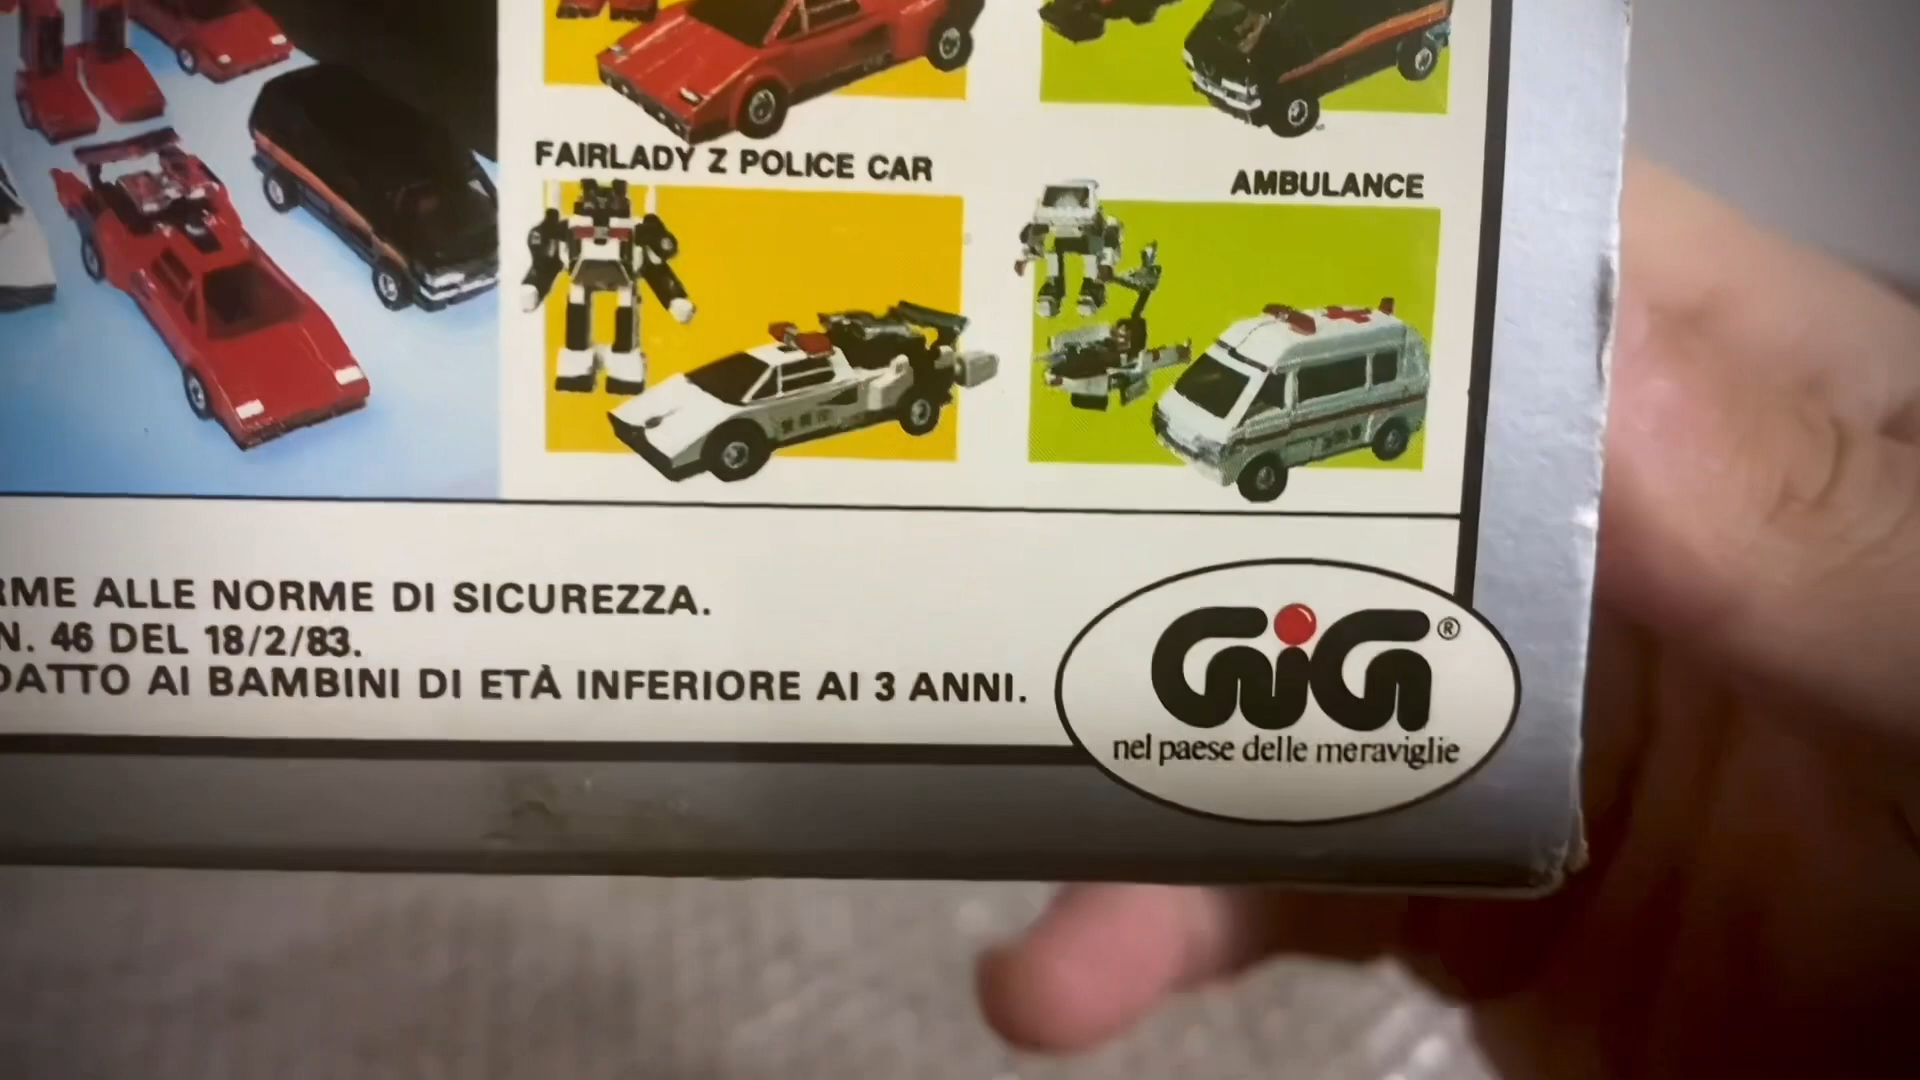 FAIRLADY Z POLICE CAR
AMBULANCE
RME ALLE NORME DI SICUREZZA.
N. 46 DEL 18/2/83.
DATTO AI BAMBINI DI ETÀ INFERIORE AI 3 ANNI.
GiG®
nel paese delle meraviglie